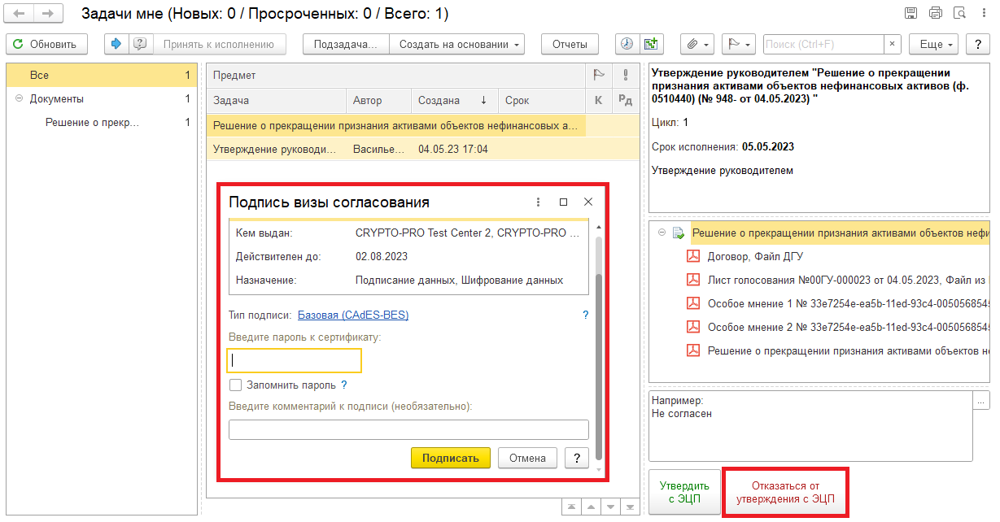 Задачи мне (Новых: 0 / Просроченных: 0 / Всего: 1)
Обновить
Принять к исполнению
Подзадача...
Создать на основании
Отчеты
Поиск (Ctrl+F)
×
Еще
?
Все 1
Документы 1
Решение о прекр... 1
Предмет
Задача Автор Создана ↓ Срок К Рд
Решение о прекращении признания активами объектов нефинансовых а...
Утверждение руководи... Василье... 04.05.23 17:04
Подпись визы согласования
Кем выдан: CRYPTO-PRO Test Center 2, CRYPTO-PRO ...
Действителен до: 02.08.2023
Назначение: Подписание данных, Шифрование данных
Тип подписи: Базовая (CAdES-BES) ?
Введите пароль к сертификату:
Запомнить пароль ?
Введите комментарий к подписи (необязательно):
Подписать
Отмена
?
Утверждение руководителем "Решение о прекращении
признания активами объектов нефинансовых активов (ф.
0510440) (№ 948- от 04.05.2023) "
Цикл: 1
Срок исполнения: 05.05.2023
Утверждение руководителем
Решение о прекращении признания активами объектов нефи
Договор, Файл ДГУ
Лист голосования №00ГУ-000023 от 04.05.2023, Файл из
Особое мнение 1 № 33e7254e-ea5b-11ed-93c4-0050568545
Особое мнение 2 № 33e7254e-ea5b-11ed-93c4-0050568545
Решение о прекращении признания активами объектов не
Например:
Не согласен
...
Утвердить
с ЭЦП
Отказаться от
утверждения с ЭЦП